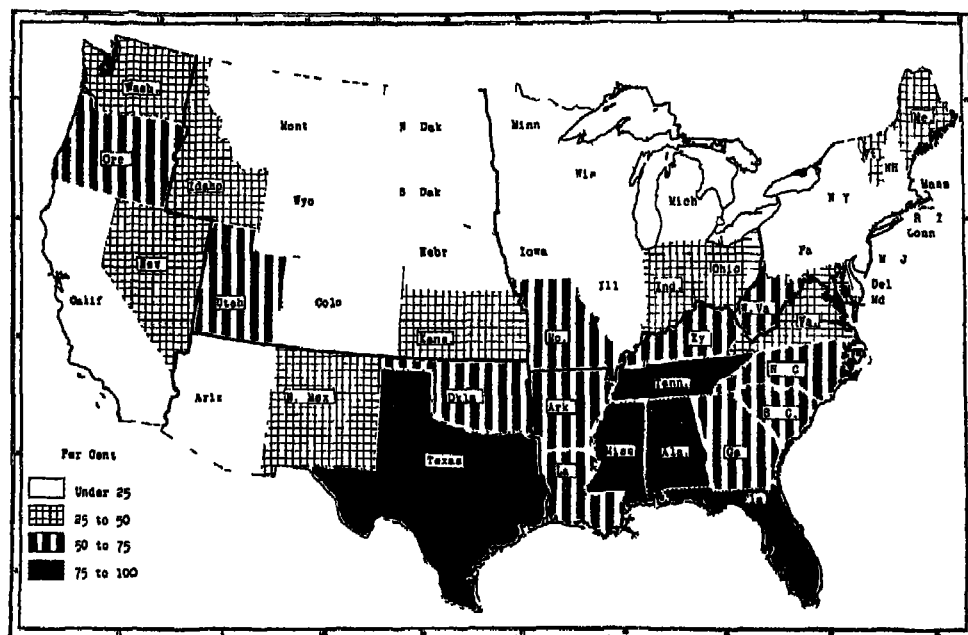 Wash.
Me.
Mont
N Dak
Minn
Ore
Vt
NH
Wis
Idaho
Mass
S Dak
Mich
N Y
Wyo
R I
Conn
Nebr
Iowa
Pa
N J
Nev
Ohio
Calif
Utah
Colo
Ill
Ind.
Del
Md
W. Va
Va.
Kans
Mo.
Ky
N C
Tenn.
Ariz
N. Mex
Okla
Ark
S C.
Miss
Ala.
Ga
Texas
La
Per Cent
Under 25
25 to 50
50 to 75
75 to 100